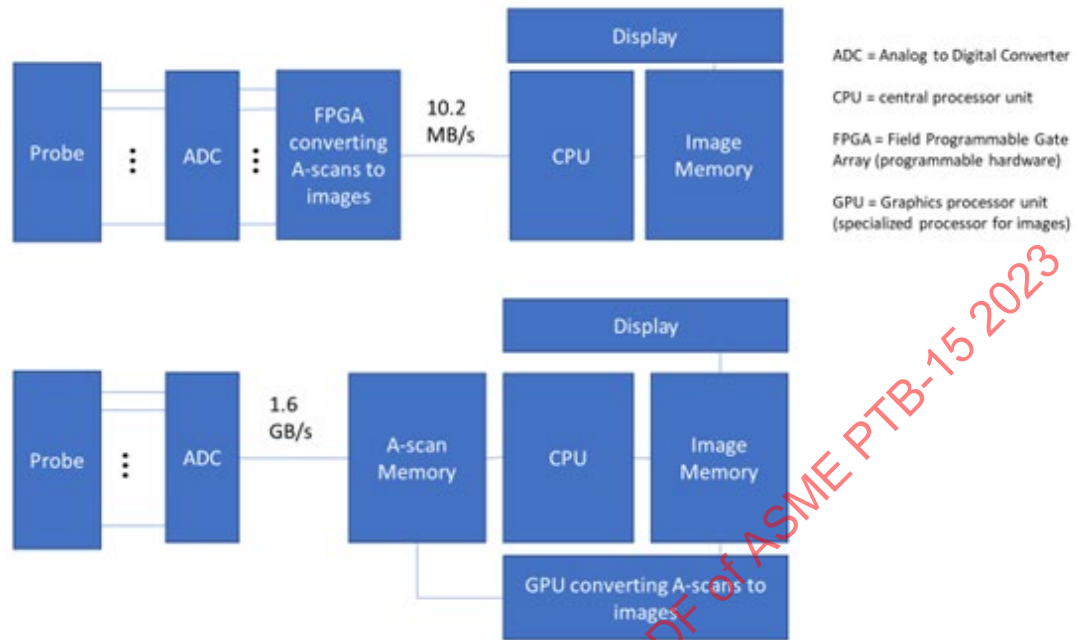 Display
Probe
ADC
FPGA
converting
A-scans to
images
10.2
MB/s
CPU
Image
Memory
ADC = Analog to Digital Converter
CPU = central processor unit
FPGA = Field Programmable Gate
Array (programmable hardware)
GPU = Graphics processor unit
(specialized processor for images)
Display
Probe
ADC
1.6
GB/s
A-scan
Memory
CPU
Image
Memory
GPU converting A-scans to
images
DF of ASME PTB-15 2023